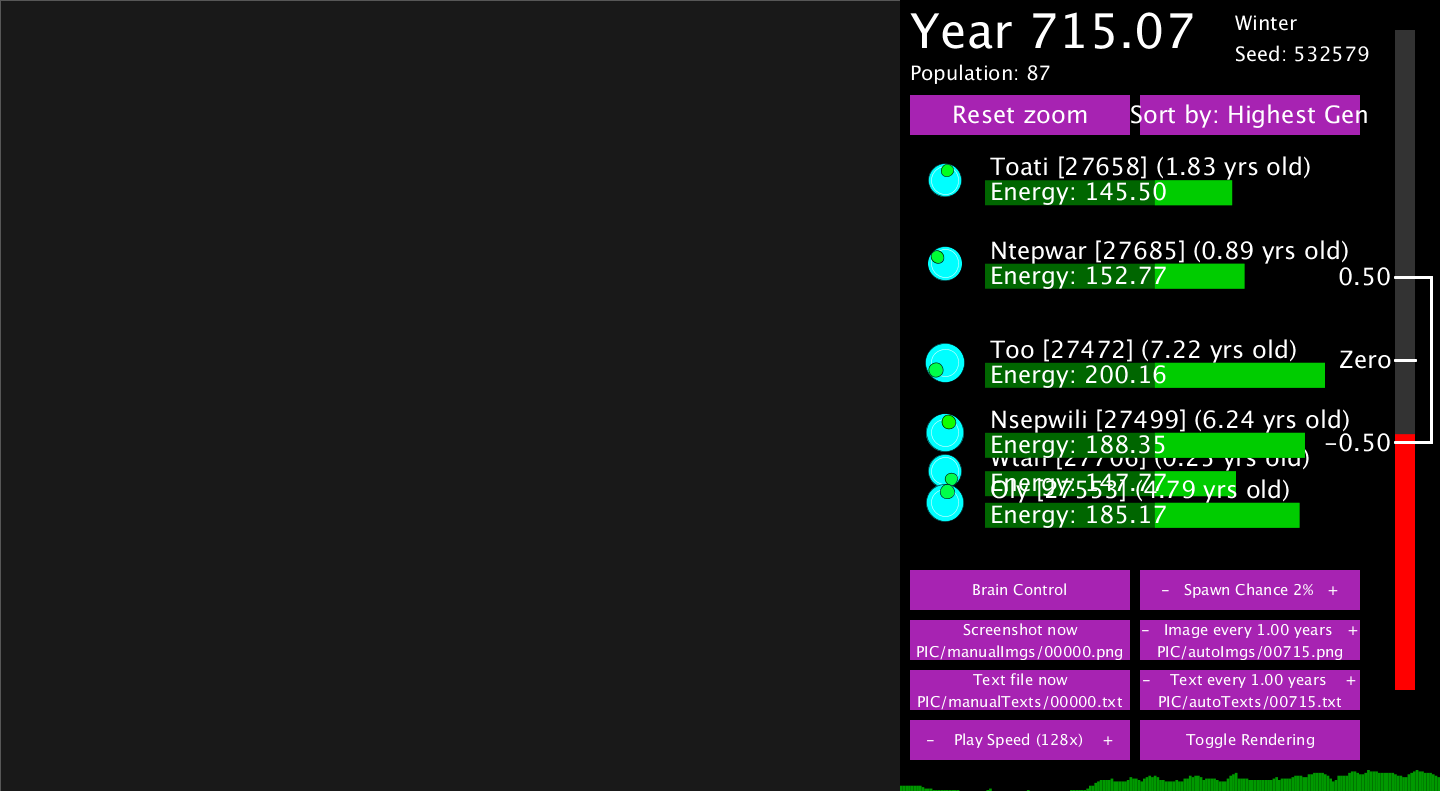 Year 715.07
Winter
Seed: 532579
Population: 87
Reset zoom
Sort by: Highest Gen
Toati [27658] (1.83 yrs old)
Energy: 145.50
Ntepwar [27685] (0.89 yrs old)
Energy: 152.77
0.50
Too [27472] (7.22 yrs old)
Zero
Energy: 200.16
Nsepwili [27499] (6.24 yrs old)
Energy: 188.35
-0.50
[27706] (0.25 yrs old)
Energy: 147.77
Oly [27553] (4.79 yrs old)
Energy: 185.17
Brain Control
- Spawn Chance 2% +
Screenshot now
PIC/manualImgs/00000.png
- Image every 1.00 years +
PIC/autoImgs/00715.png
Text file now
PIC/manualTexts/00000.txt
- Text every 1.00 years +
PIC/autoTexts/00715.txt
- Play Speed (128x) +
Toggle Rendering